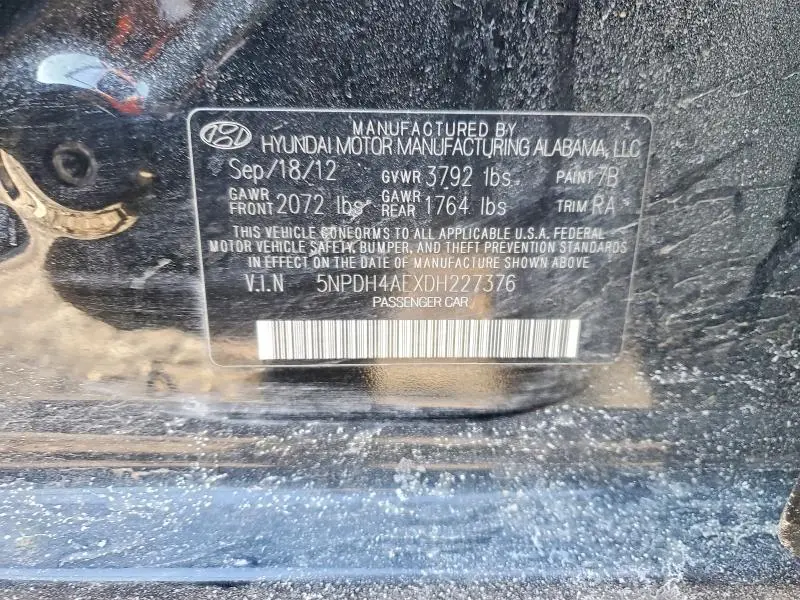 MANUFACTURED BY
HYUNDAI MOTOR MANUFACTURING ALABAMA, LLC
Sep/18/12 GVWR 3792 lbs PAINT 7B
GAWR FRONT 2072 lbs GAWR REAR 1764 lbs TRIM RA
THIS VEHICLE CONFORMS TO ALL APPLICABLE U.S.A. FEDERAL
MOTOR VEHICLE SAFETY, BUMPER, AND THEFT PREVENTION STANDARDS
IN EFFECT ON THE DATE OF MANUFACTURE SHOWN ABOVE
V.I.N 5NPDH4AEXDH227376
PASSENGER CAR